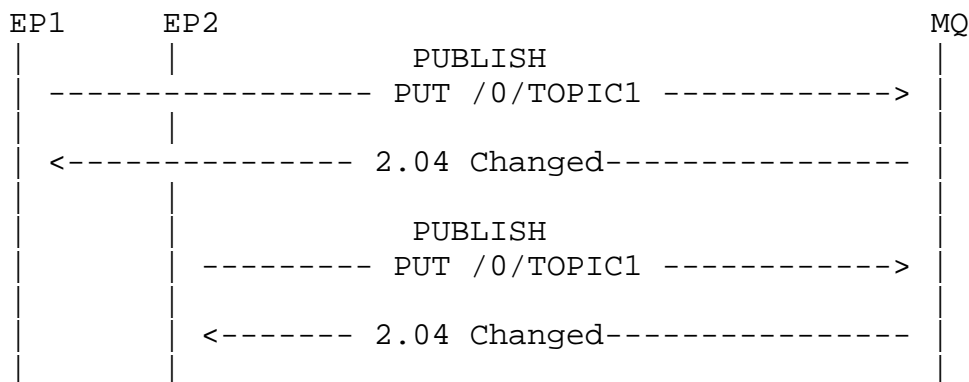 EP1 EP2 MQ
PUBLISH
----------------- PUT /0/TOPIC1 ------------>
<--------------- 2.04 Changed----------------
PUBLISH
--------- PUT /0/TOPIC1 ------------>
<------- 2.04 Changed----------------